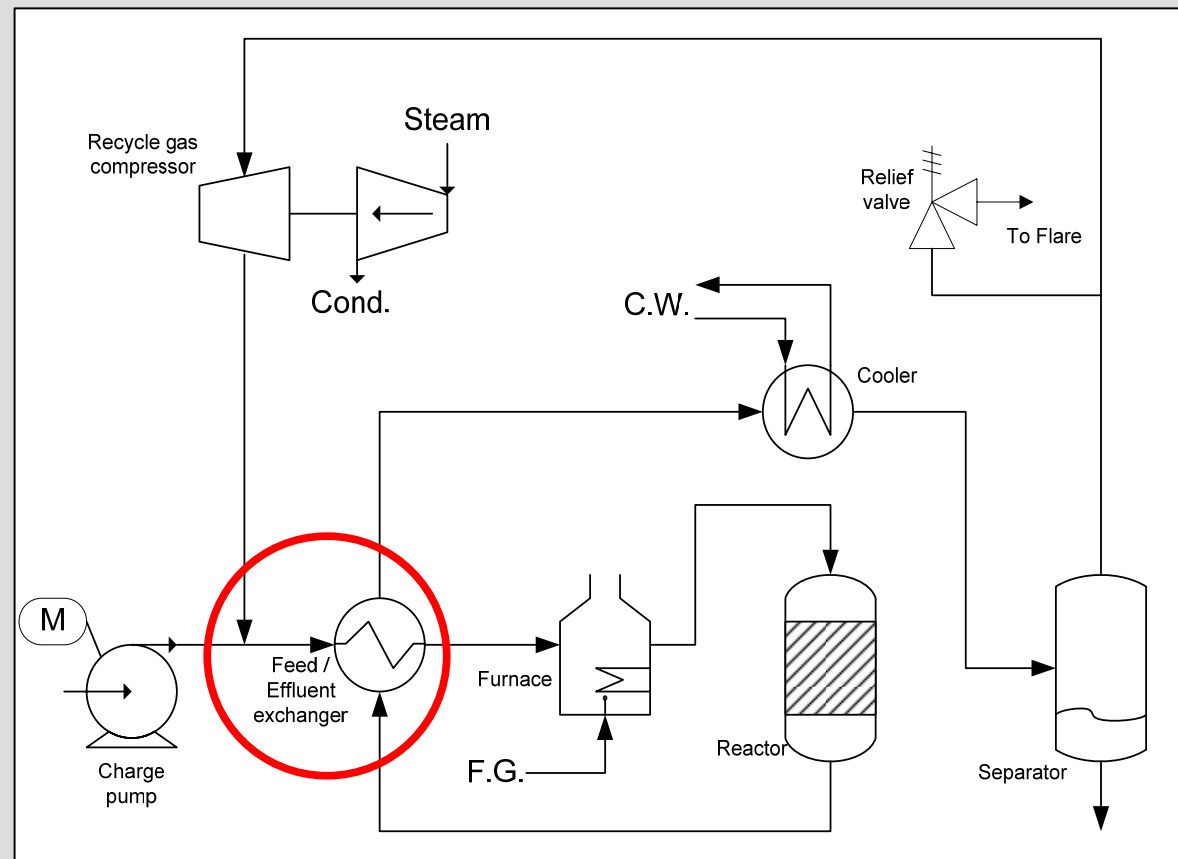 Steam
Recycle gas
compressor
Relief
valve
To Flare
Cond.
C.W.
Cooler
M
Feed /
Effluent
exchanger
Furnace
Reactor
Charge
pump
F.G.
Separator